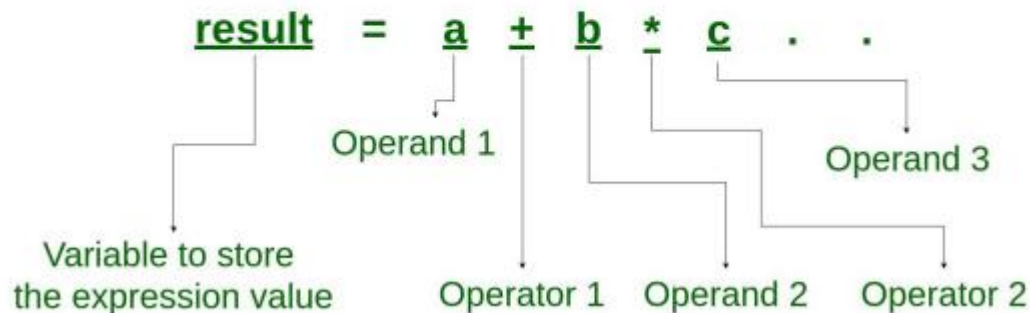 result = a + b * c . .
Operand 1
Operand 3
Variable to store
the expression value
Operator 1
Operand 2
Operator 2